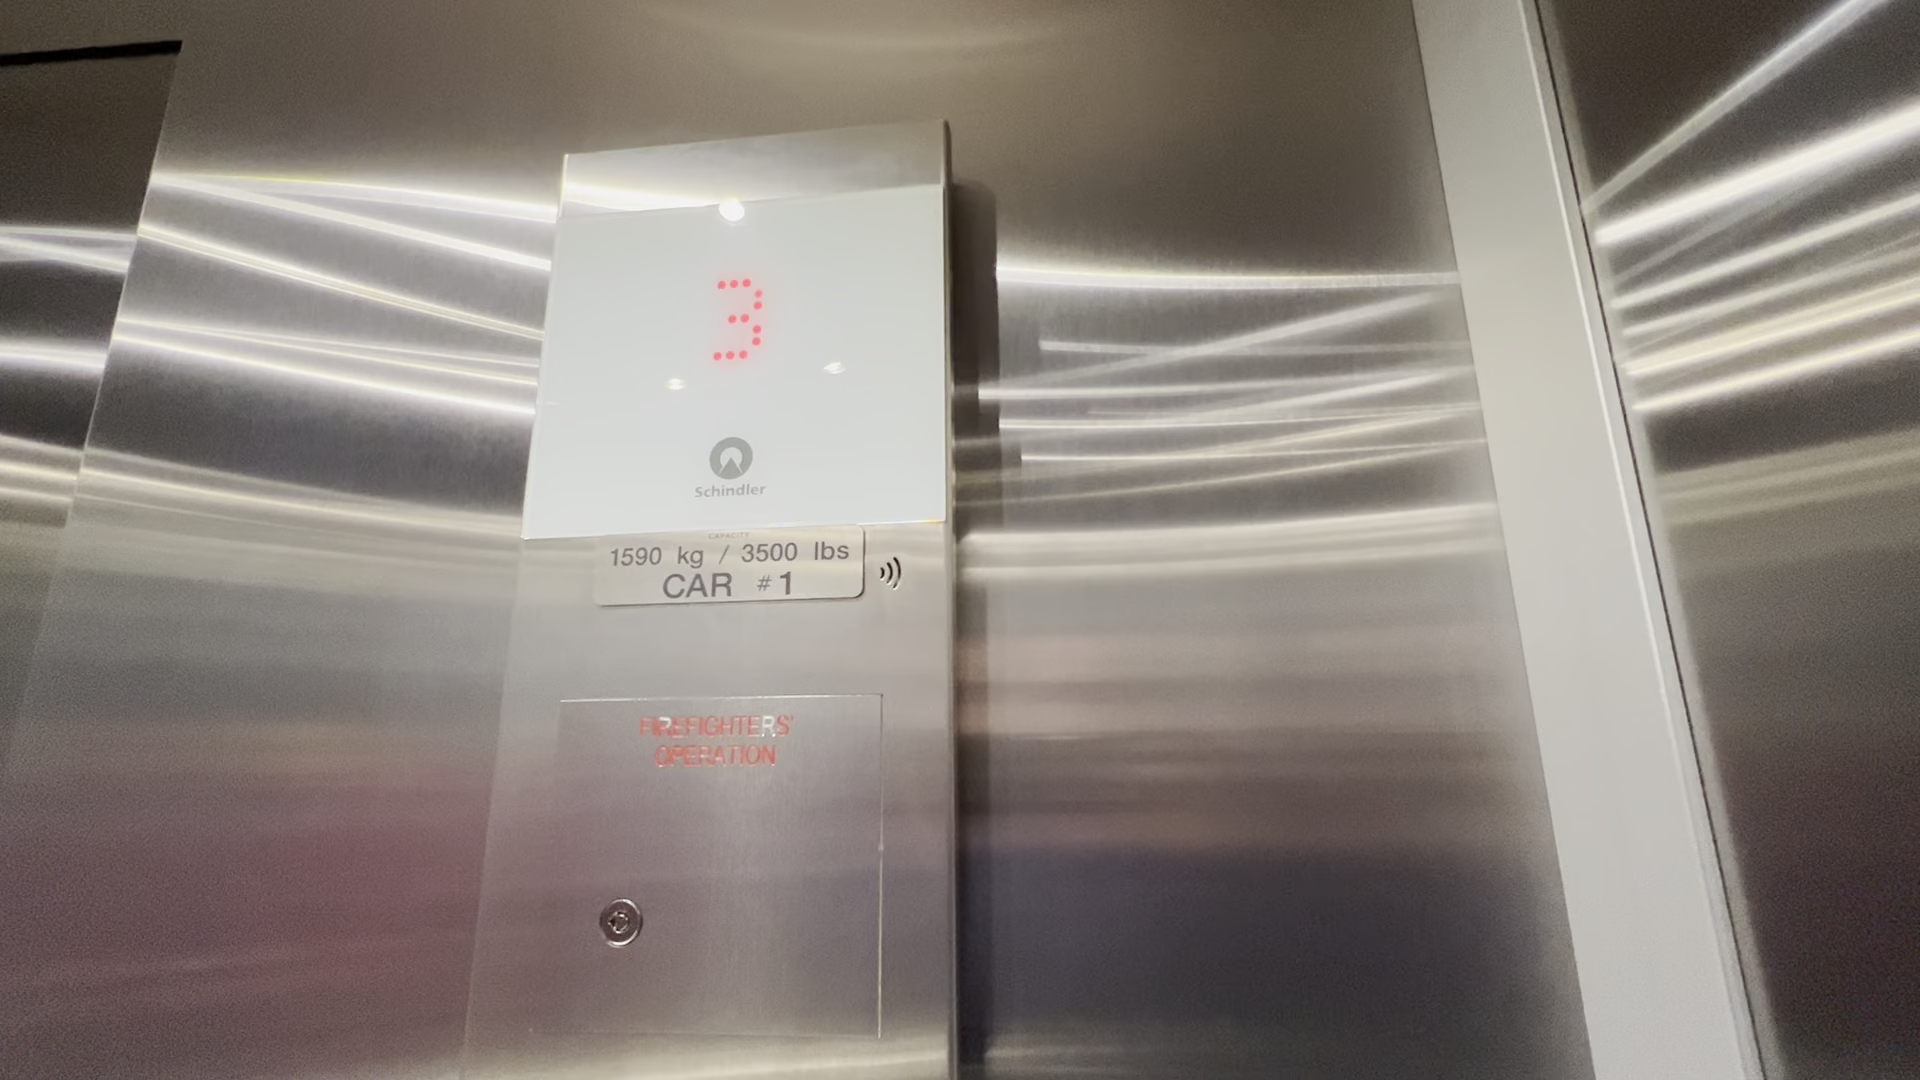 3
Schindler
CAPACITY
1590 kg / 3500 lbs
CAR #1
FIREFIGHTERS'
OPERATION